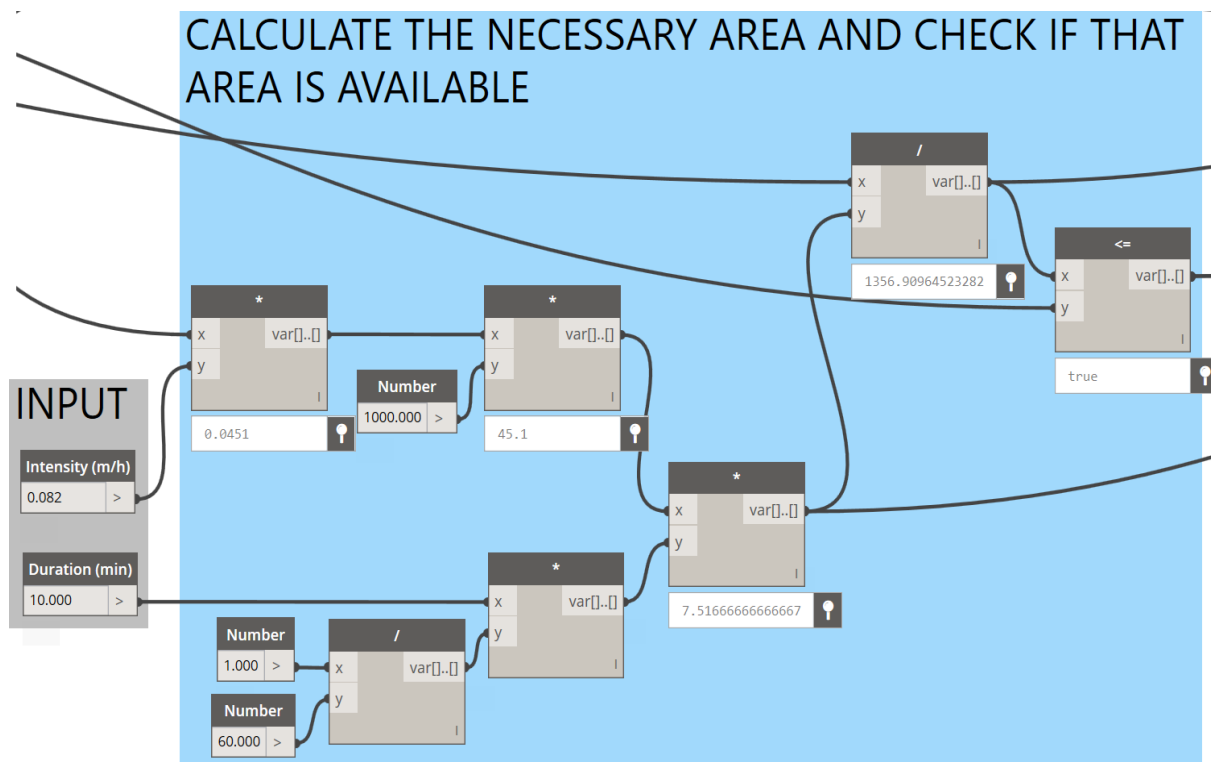 CALCULATE THE NECESSARY AREA AND CHECK IF THAT
AREA IS AVAILABLE
/
x var[]..[]
y
l
1356.90964523282
<=
x var[]..[]
y
l
true
*
x var[]..[]
y
l
0.0451
*
x var[]..[]
y
l
45.1
Number
1000.000 >
INPUT
Intensity (m/h)
0.082 >
Duration (min)
10.000 >
*
x var[]..[]
y
l
7.51666666666667
*
x var[]..[]
y
l
Number
1.000 >
/
x var[]..[]
y
l
Number
60.000 >